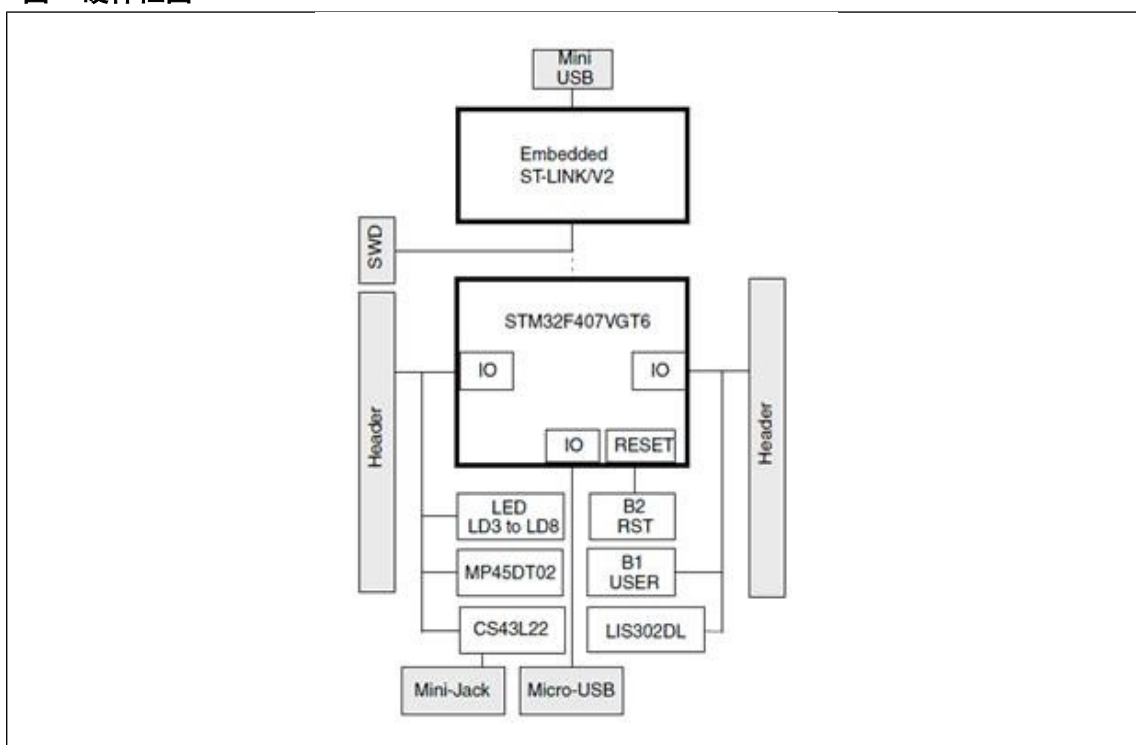 Mini
USB
Embedded
ST-LINK/V2
SWD
STM32F407VGT6
IO
IO
Header
Header
IO
RESET
LED
LD3 to LD8
B2
RST
MP45DT02
B1
USER
CS43L22
LIS302DL
Mini-Jack
Micro-USB